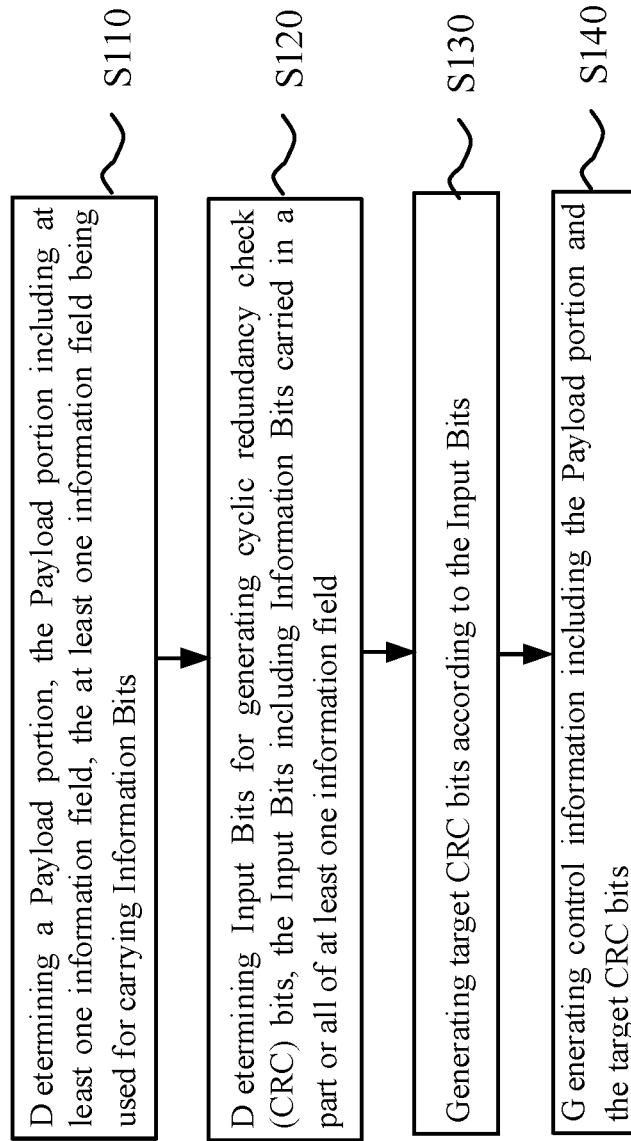 Determining a Payload portion, the Payload portion including at
least one information field, the at least one information field being
used for carrying Information Bits
S110
Determining Input Bits for generating cyclic redundancy check
(CRC) bits, the Input Bits including Information Bits carried in a
part or all of at least one information field
S120
Generating target CRC bits according to the Input Bits
S130
Generating control information including the Payload portion and
the target CRC bits
S140